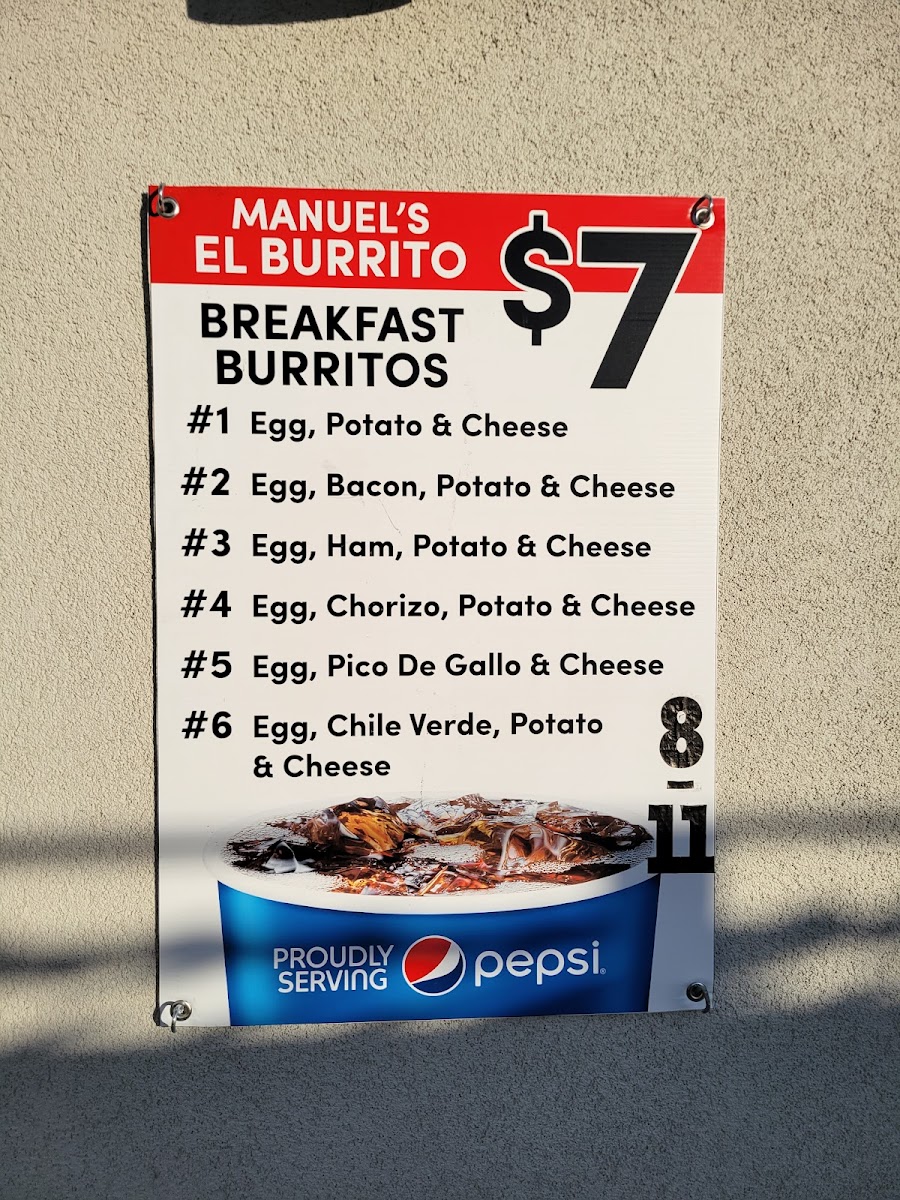 MANUEL'S
EL BURRITO
$7
BREAKFAST
BURRITOS
#1 Egg, Potato & Cheese
#2 Egg, Bacon, Potato & Cheese
#3 Egg, Ham, Potato & Cheese
#4 Egg, Chorizo, Potato & Cheese
#5 Egg, Pico De Gallo & Cheese
#6 Egg, Chile Verde, Potato
& Cheese
8
-
11
PROUDLY
SERVING
pepsi®